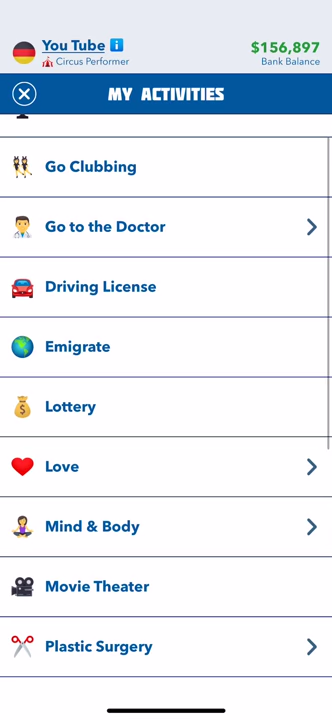 You Tube i
$156,897
Circus Performer
Bank Balance
MY ACTIVITIES
Go Clubbing
Go to the Doctor
Driving License
Emigrate
Lottery
Love
Mind & Body
Movie Theater
Plastic Surgery